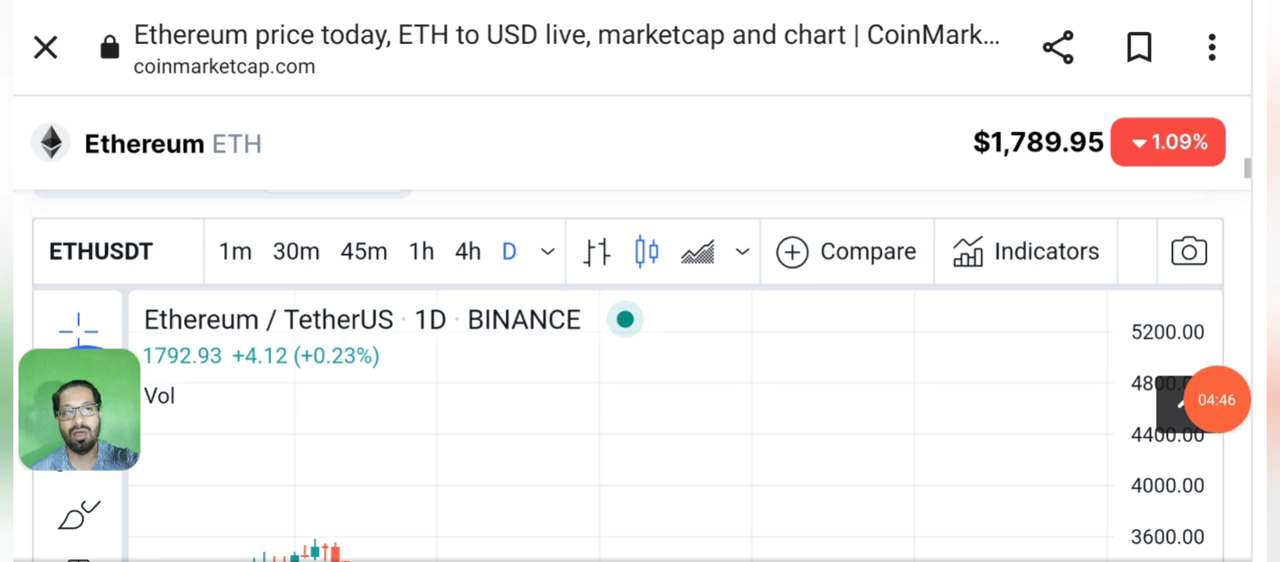 Ethereum price today, ETH to USD live, marketcap and chart | CoinMark...
coinmarketcap.com
Ethereum ETH
$1,789.95 1.09%
ETHUSDT 1m 30m 45m 1h 4h D Compare Indicators
Ethereum / TetherUS · 1D · BINANCE
5200.00
1792.93 +4.12 (+0.23%)
Vol
04:46
4400.00
4000.00
3600.00